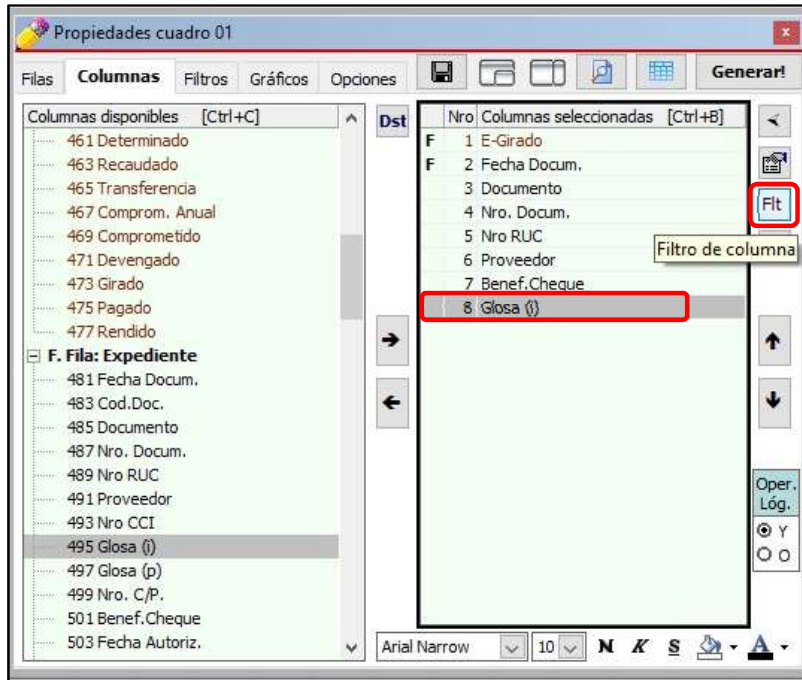 Propiedades cuadro 01
x
Filas Columnas Filtros Gráficos Opciones Generar!
Columnas disponibles [Ctrl+C]
461 Determinado
463 Recaudado
465 Transferencia
467 Comprom. Anual
469 Comprometido
471 Devengado
473 Girado
475 Pagado
477 Rendido
F. Fila: Expediente
481 Fecha Docum.
483 Cod.Doc.
485 Documento
487 Nro. Docum.
489 Nro RUC
491 Proveedor
493 Nro CCI
495 Glosa (i)
497 Glosa (p)
499 Nro. C/P.
501 Benef.Cheque
503 Fecha Autoriz.
Dst
Nro Columnas seleccionadas [Ctrl+B]
F 1 E-Girado
F 2 Fecha Docum.
3 Documento
4 Nro. Docum.
5 Nro RUC
6 Proveedor
7 Benef.Cheque
8 Glosa (i)
Flt
Filtro de columna
Oper.
Lóg.
Y
O
Arial Narrow 10 N K S A